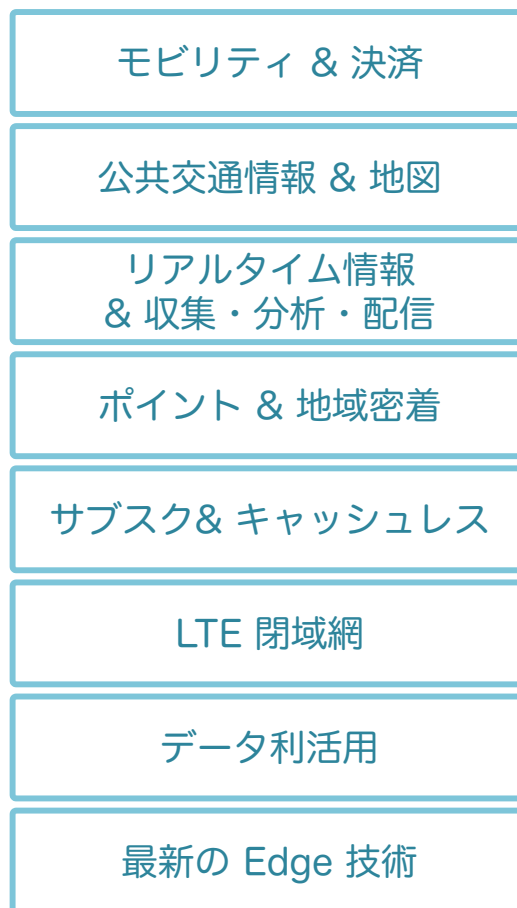 モビリティ & 決済
公共交通情報 & 地図
リアルタイム情報
& 収集・分析・配信
ポイント & 地域密着
サブスク& キャッシュレス
LTE 閉域網
データ利活用
最新の Edge 技術